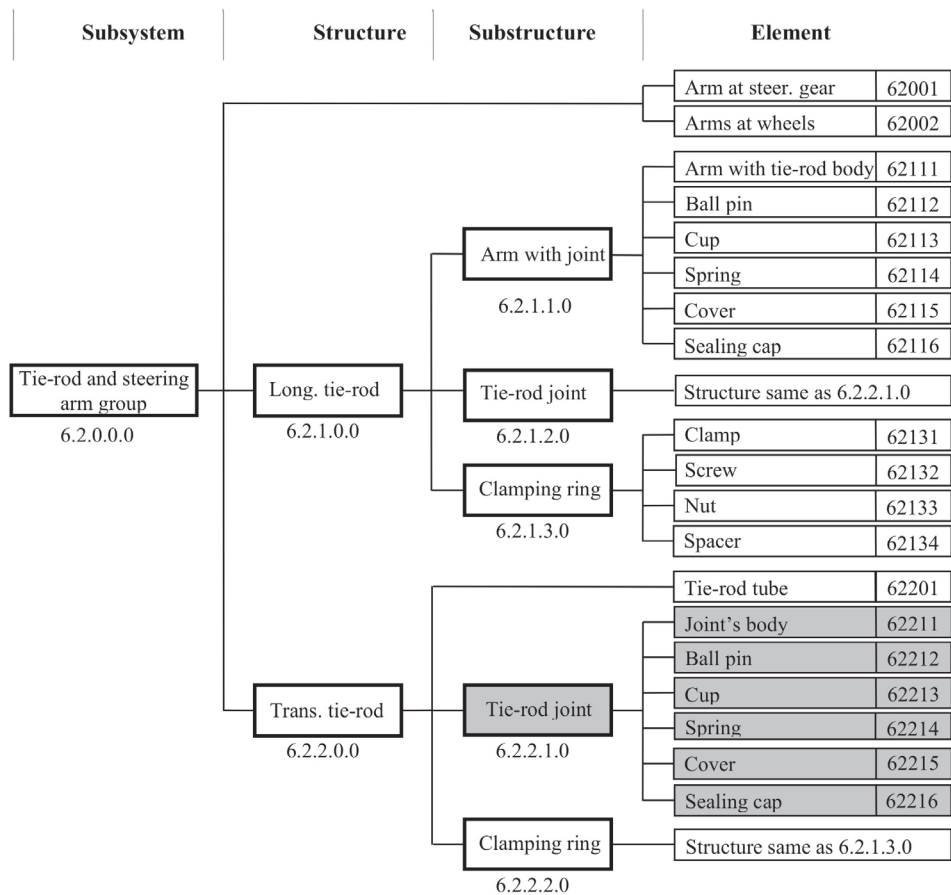 Subsystem
Structure
Substructure
Element
Arm at steer. gear 62001
Arms at wheels 62002
Arm with tie-rod body 62111
Ball pin 62112
Cup 62113
Spring 62114
Cover 62115
Sealing cap 62116
Arm with joint
6.2.1.1.0
Tie-rod and steering
arm group
6.2.0.0.0
Long. tie-rod
6.2.1.0.0
Tie-rod joint
6.2.1.2.0
Structure same as 6.2.2.1.0
Clamping ring
6.2.1.3.0
Clamp 62131
Screw 62132
Nut 62133
Spacer 62134
Tie-rod tube 62201
Joint's body 62211
Ball pin 62212
Cup 62213
Spring 62214
Cover 62215
Sealing cap 62216
Trans. tie-rod
6.2.2.0.0
Tie-rod joint
6.2.2.1.0
Clamping ring
6.2.2.2.0
Structure same as 6.2.1.3.0